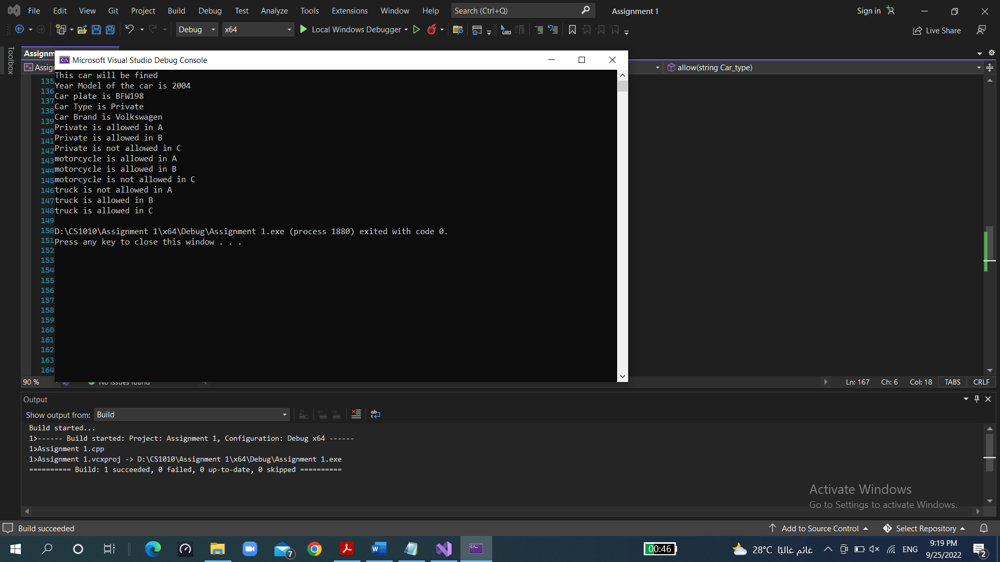 File Edit View Git Project Build Debug Test Analyze Tools Extensions Window Help Search (Ctrl+Q) Assignment 1 Sign in
Debug x64 Local Windows Debugger Live Share
Toolbox
Assignm
Microsoft Visual Studio Debug Console
Assign
allow(string Car_type)
This car will be fined
135
Year Model of the car is 2004
136
Car plate is BFW198
137
Car Type is Private
138
Car Brand is Volkswagen
139
Private is allowed in A
140
Private is allowed in B
141
Private is not allowed in C
142
motorcycle is allowed in A
143
motorcycle is allowed in B
144
motorcycle is not allowed in C
145
truck is not allowed in A
146
truck is allowed in B
147
truck is allowed in C
148
149
D:\CS1010\Assignment 1\x64\Debug\Assignment 1.exe (process 1880) exited with code 0.
150
Press any key to close this window . . .
151
152
153
154
155
156
157
158
159
160
161
162
163
164
90 % No issues found Ln: 167 Ch: 6 Col: 18 TABS CRLF
Output
Show output from: Build
Build started...
1>------ Build started: Project: Assignment 1, Configuration: Debug x64 ------
1>Assignment 1.cpp
1>Assignment 1.vcxproj -> D:\CS1010\Assignment 1\x64\Debug\Assignment 1.exe
========== Build: 1 succeeded, 0 failed, 0 up-to-date, 0 skipped ==========
Activate Windows
Go to Settings to activate Windows.
Build succeeded Add to Source Control Select Repository
7 00:46 28°C غائم غالبًا ENG 9:19 PM
9/25/2022 2